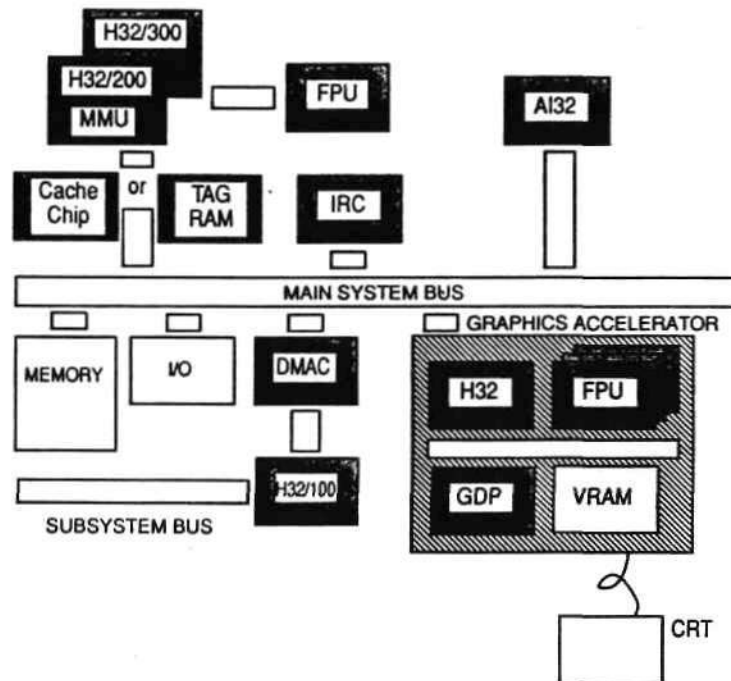 H32/300
H32/200
MMU
FPU
AI32
Cache
Chip
or
TAG
RAM
IRC
MAIN SYSTEM BUS
GRAPHICS ACCELERATOR
MEMORY
I/O
DMAC
H32
FPU
H32/100
GDP
VRAM
SUBSYSTEM BUS
CRT